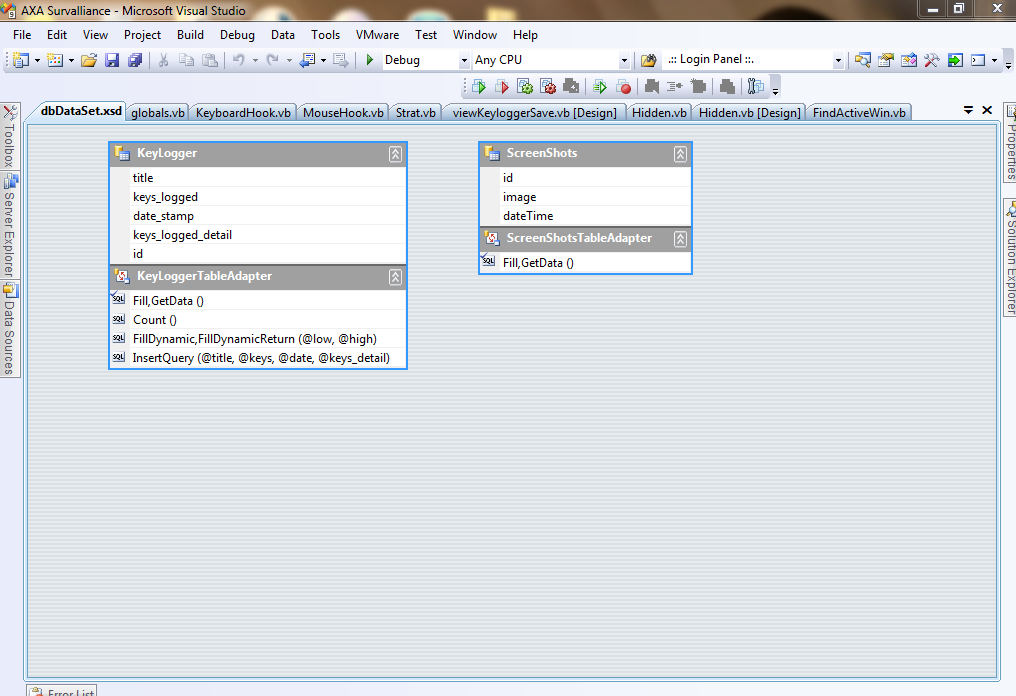 AXA Survalliance - Microsoft Visual Studio
File Edit View Project Build Debug Data Tools VMware Test Window Help
Debug Any CPU .:: Login Panel ::.
dbDataSet.xsd globals.vb KeyboardHook.vb MouseHook.vb Strat.vb viewKeyloggerSave.vb [Design] Hidden.vb Hidden.vb [Design] FindActiveWin.vb
Toolbox
Server Explorer
Data Sources
KeyLogger
title
keys_logged
date_stamp
keys_logged_detail
id
KeyLoggerTableAdapter
SQL Fill,GetData ()
SQL Count ()
SQL FillDynamic,FillDynamicReturn (@low, @high)
SQL InsertQuery (@title, @keys, @date, @keys_detail)
ScreenShots
id
image
dateTime
ScreenShotsTableAdapter
SQL Fill,GetData ()
Properties
Solution Explorer
Error List